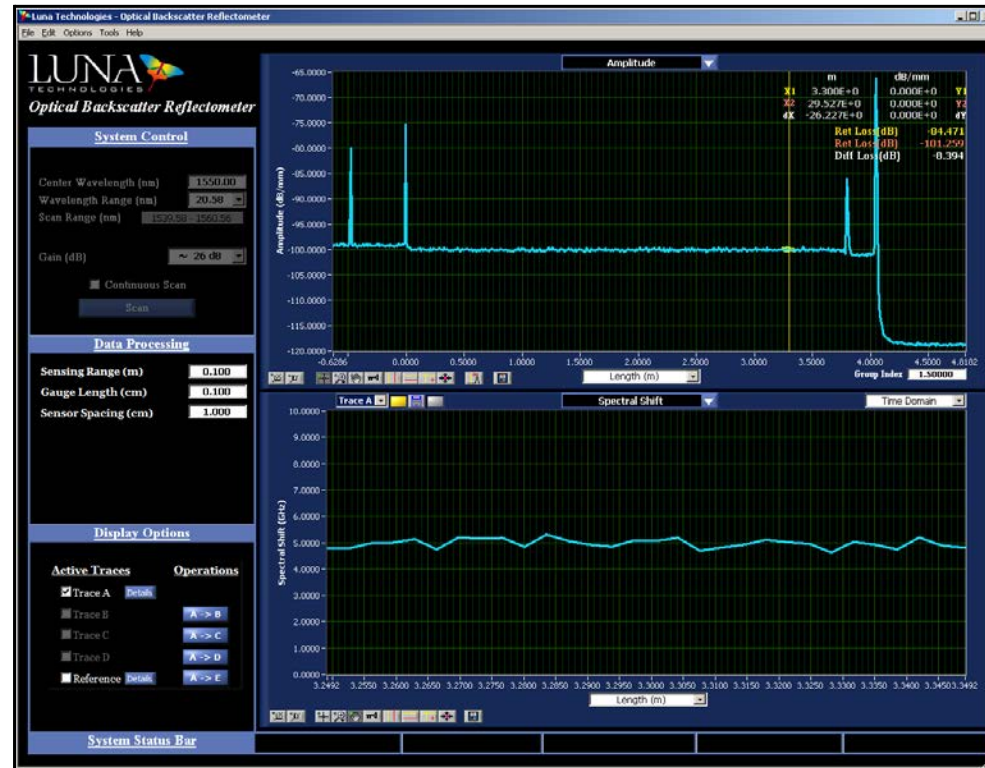 Luna Technologies - Optical Backscatter Reflectometer
File Edit Options Tools Help
LUNA
TECHNOLOGIES
Optical Backscatter Reflectometer
System Control
Center Wavelength (nm) 1550.00
Wavelength Range (nm) 20.58
Scan Range (nm) 1539.58 - 1560.56
Gain (dB) ~ 26 dB
Continuous Scan
Scan
Data Processing
Sensing Range (m) 0.100
Gauge Length (cm) 0.100
Sensor Spacing (cm) 1.000
Display Options
Active Traces Operations
Trace A Details
Trace B A -> B
Trace C A -> C
Trace D A -> D
Reference Details A -> E
System Status Bar
Amplitude
m dB/mm
X1 3.300E+0 0.000E+0 Y1
X2 29.527E+0 0.000E+0 Y2
dX -26.227E+0 0.000E+0 dY
Ret Loss(dB) -84.471
Ret Loss(dB) -101.259
Diff Loss(dB) -8.394
Amplitude (dB/mm)
-65.0000
-70.0000
-75.0000
-80.0000
-85.0000
-90.0000
-95.0000
-100.0000
-105.0000
-110.0000
-115.0000
-120.0000
-0.6286 0.0000 0.5000 1.0000 1.5000 2.0000 2.5000 3.0000 3.5000 4.0000 4.5000 4.8182
Length (m)
Group Index 1.50000
Trace A
Spectral Shift
Time Domain
Spectral Shift (GHz)
10.0000
9.0000
8.0000
7.0000
6.0000
5.0000
4.0000
3.0000
2.0000
1.0000
0.0000
3.2492 3.2550 3.2600 3.2650 3.2700 3.2750 3.2800 3.2850 3.2900 3.2950 3.3000 3.3050 3.3100 3.3150 3.3200 3.3250 3.3300 3.3350 3.3400 3.3450 3.3492
Length (m)